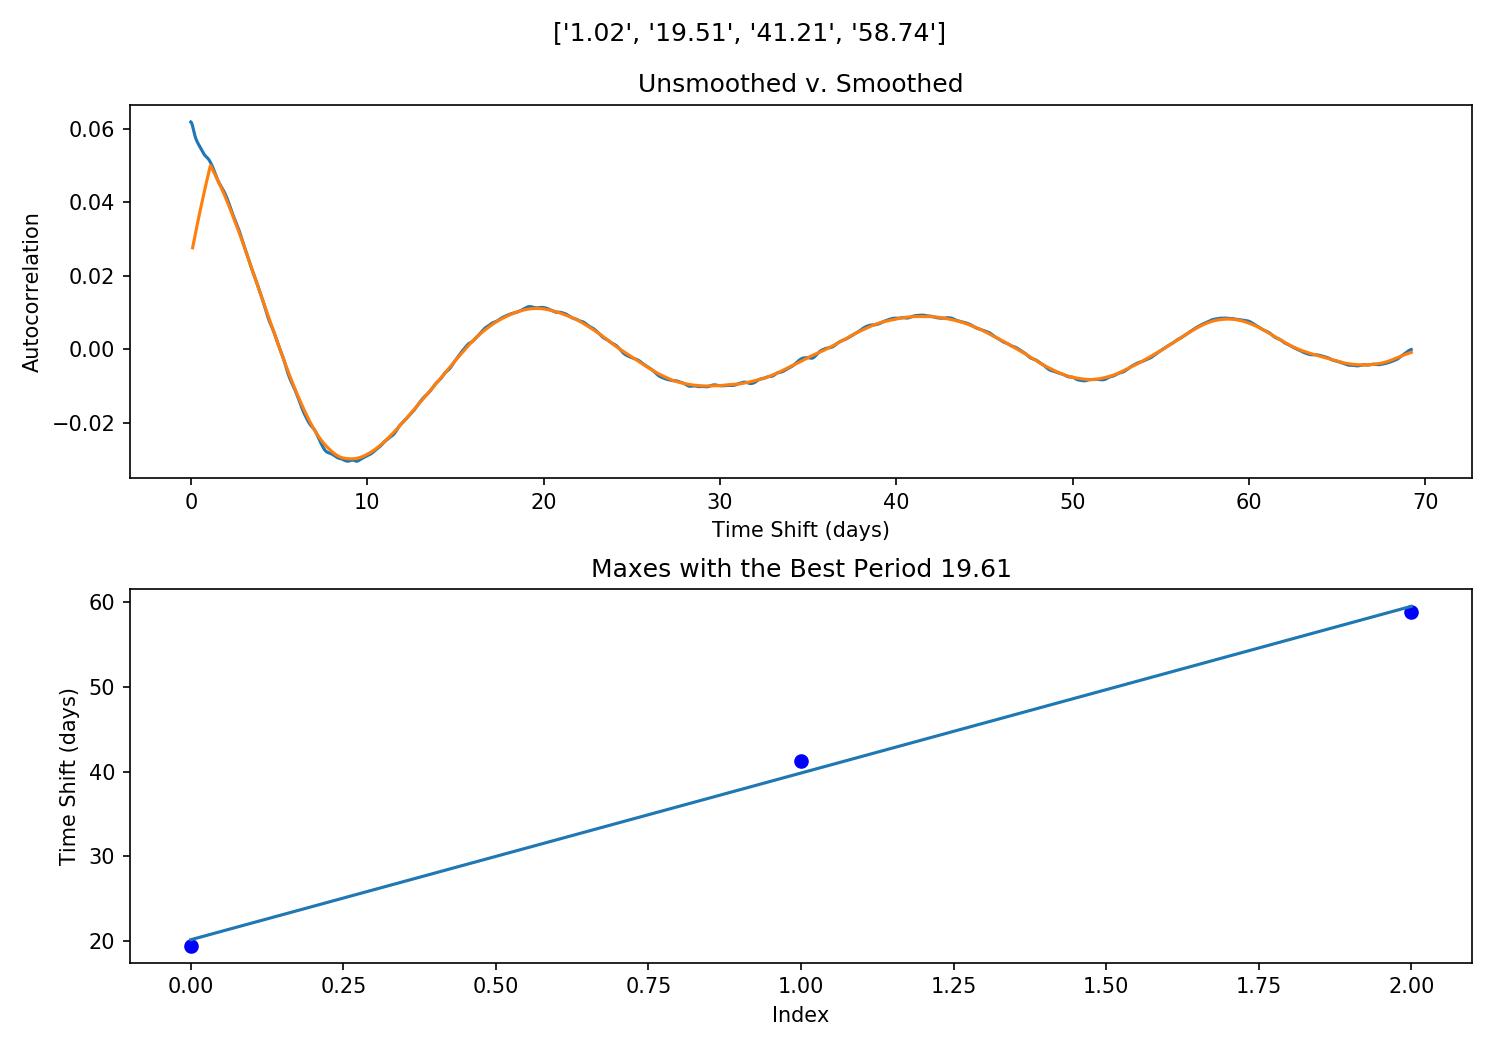 ['1.02', '19.51', '41.21', '58.74']
Unsmoothed v. Smoothed
Autocorrelation
0.06
0.04
0.02
0.00
−0.02
0 10 20 30 40 50 60 70
Time Shift (days)
Maxes with the Best Period 19.61
Time Shift (days)
60
50
40
30
20
0.00 0.25 0.50 0.75 1.00 1.25 1.50 1.75 2.00
Index